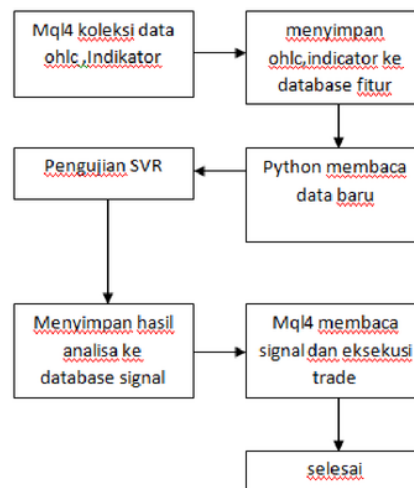 Mql4 koleksi data
ohlc,Indikator
menyimpan
ohlc,indicator ke
database fitur
Python membaca
data baru
Pengujian SVR
Menyimpan hasil
analisa ke
database signal
Mql4 membaca
signal dan eksekusi
trade
selesai